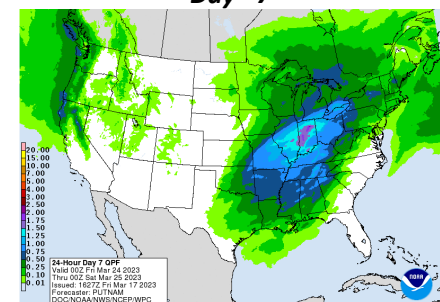 20.00
15.00
10.00
7.00
5.00
4.00
3.00
2.50
2.00
1.75
1.50
1.25
1.00
0.75
0.50
0.25
0.10
0.01
24-Hour Day 7 QPF
Valid 00Z Fri Mar 24 2023
Thru 00Z Sat Mar 25 2023
Issued: 1627Z Fri Mar 17 2023
Forecaster: PUTNAM
DOC/NOAA/NWS/NCEP/WPC
NOAA